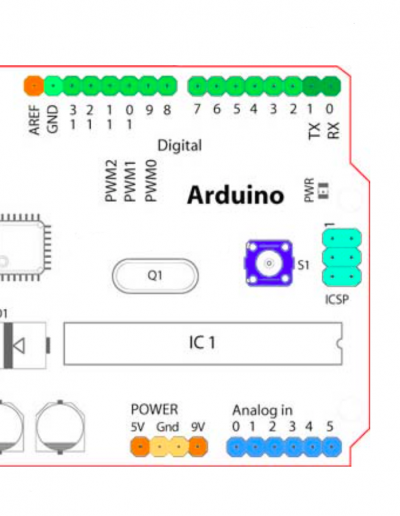 AREF GND 13 12 11 10 9 8 7 6 5 4 3 2 1 0
TX RX
Digital
PWM2 PWM1 PWM0
Arduino
PWR
1
S1
Q1
ICSP
IC 1
POWER
Analog in
5V Gnd 9V
0 1 2 3 4 5